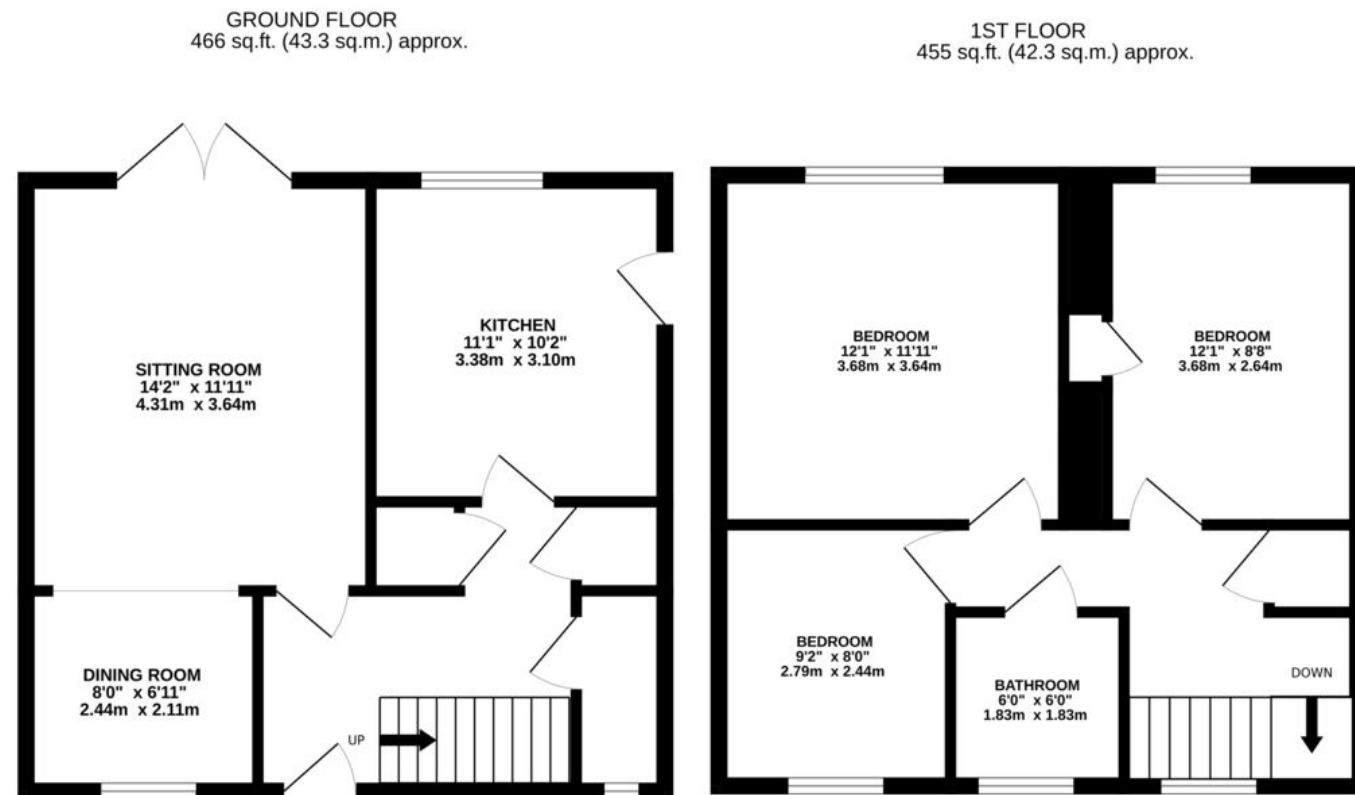 GROUND FLOOR
466 sq.ft. (43.3 sq.m.) approx.
SITTING ROOM
14'2" x 11'11"
4.31m x 3.64m
KITCHEN
11'1" x 10'2"
3.38m x 3.10m
DINING ROOM
8'0" x 6'11"
2.44m x 2.11m
UP
1ST FLOOR
455 sq.ft. (42.3 sq.m.) approx.
BEDROOM
12'1" x 11'11"
3.68m x 3.64m
BEDROOM
12'1" x 8'8"
3.68m x 2.64m
BEDROOM
9'2" x 8'0"
2.79m x 2.44m
BATHROOM
6'0" x 6'0"
1.83m x 1.83m
DOWN